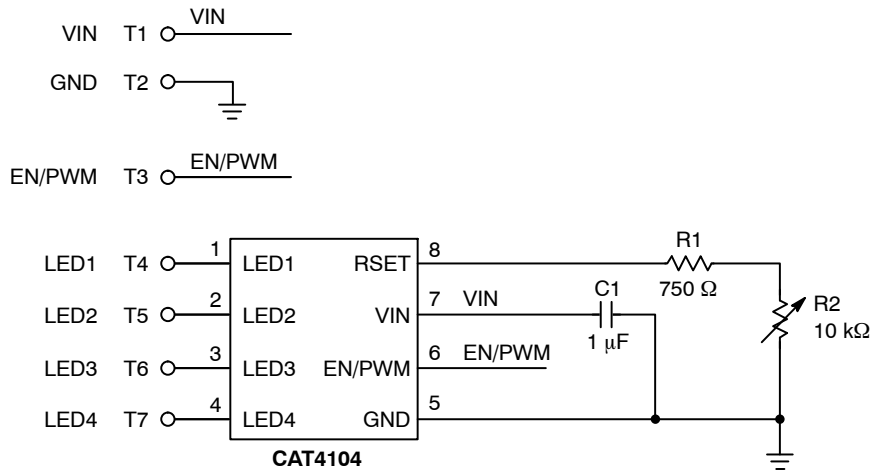 VIN T1 VIN
GND T2
EN/PWM T3 EN/PWM
LED1 T4 1 LED1 RSET 8 R1
750 Ω
LED2 T5 2 LED2 VIN 7 VIN C1
1 μF
R2
10 kΩ
LED3 T6 3 LED3 EN/PWM 6 EN/PWM
LED4 T7 4 LED4 GND 5
CAT4104